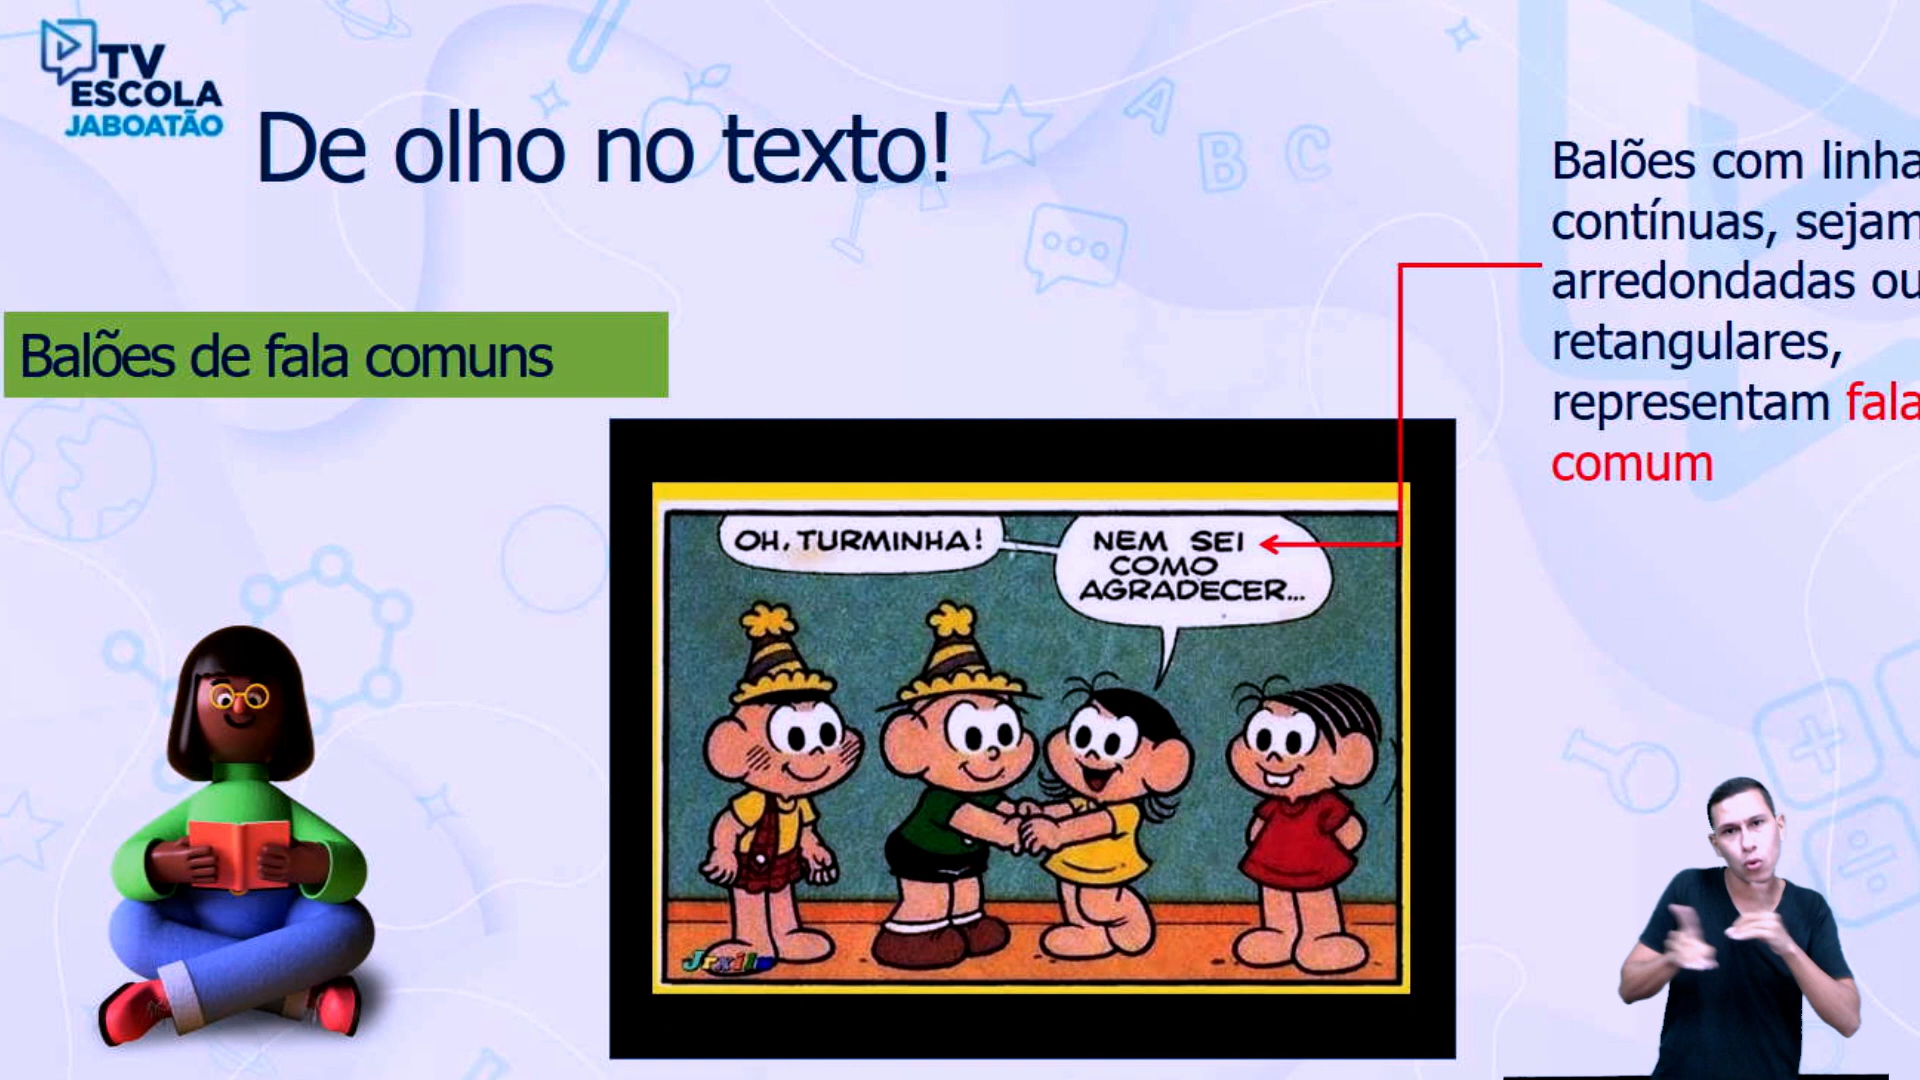 TV
ESCOLA
JABOATÃO
De olho no texto!
Balões com linha
contínuas, sejam
arredondadas ou
retangulares,
representam fala
comum
Balões de fala comuns
OH, TURMINHA!
NEM SEI
COMO
AGRADECER...
A B C